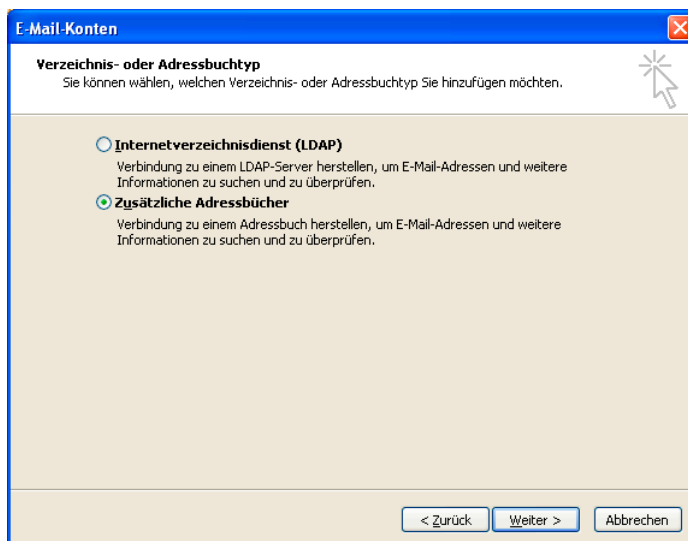 E-Mail-Konten
Verzeichnis- oder Adressbuchtyp
Sie können wählen, welchen Verzeichnis- oder Adressbuchtyp Sie hinzufügen möchten.
Internetverzeichnisdienst (LDAP)
Verbindung zu einem LDAP-Server herstellen, um E-Mail-Adressen und weitere
Informationen zu suchen und zu überprüfen.
Zusätzliche Adressbücher
Verbindung zu einem Adressbuch herstellen, um E-Mail-Adressen und weitere
Informationen zu suchen und zu überprüfen.
< Zurück Weiter > Abbrechen